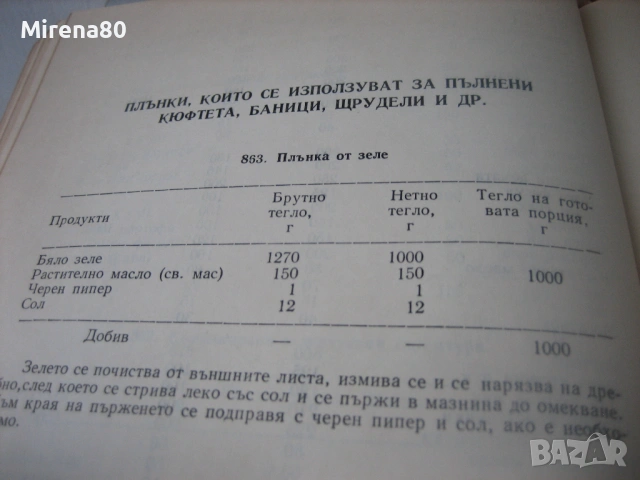 Mirena80
ПЛЪНКИ, КОИТО СЕ ИЗПОЛЗУВАТ ЗА ПЪЛНЕНИ
КЮФТЕТА, БАНИЦИ, ЩРУДЕЛИ И ДР.
863. Плънка от зеле
Продукти Брутно тегло, г Нетно тегло, г Тегло на гото- вата порция, г
Бяло зеле 1270 1000
Растително масло (св. мас) 150 150 1000
Черен пипер 1 1
Сол 12 12
Добив — — 1000
Зелето се почиства от външните листа, измива се и се нарязва на дре-
бно, след което се стрива леко със сол и се пържи в мазнина до омекване.
към края на пърженето се подправя с черен пипер и сол, ако е необхо-
мо.
BAZAR
bg